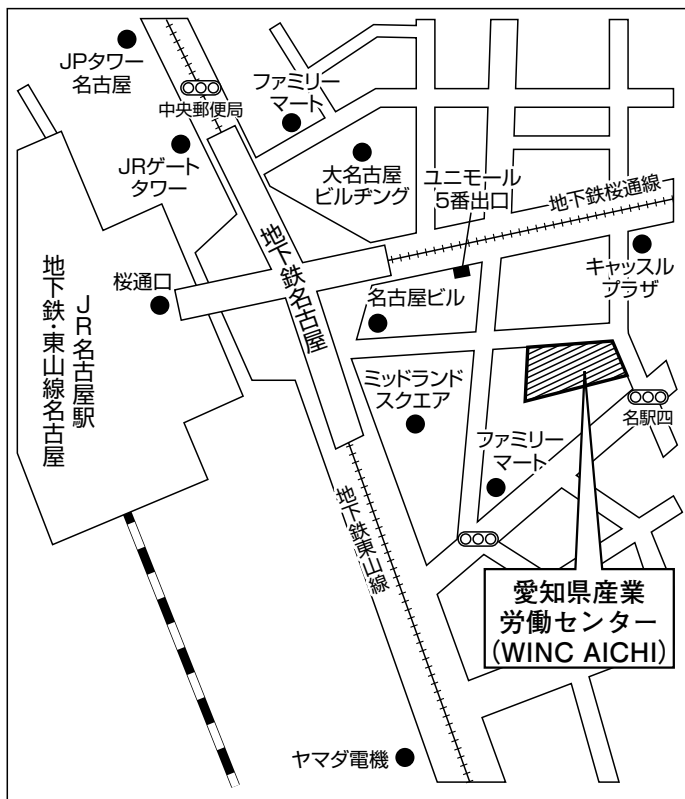 JPタワー
名古屋
中央郵便局
ファミリー
マート
JRゲート
タワー
大名古屋
ビルヂング
ユニモール
5番出口
地下鉄桜通線
キャッスル
プラザ
桜通口
地下鉄名古屋
名古屋ビル
JR名古屋駅
地下鉄・東山線名古屋
ミッドランド
スクエア
名駅四
ファミリー
マート
地下鉄東山線
愛知県産業
労働センター
(WINC AICHI)
ヤマダ電機